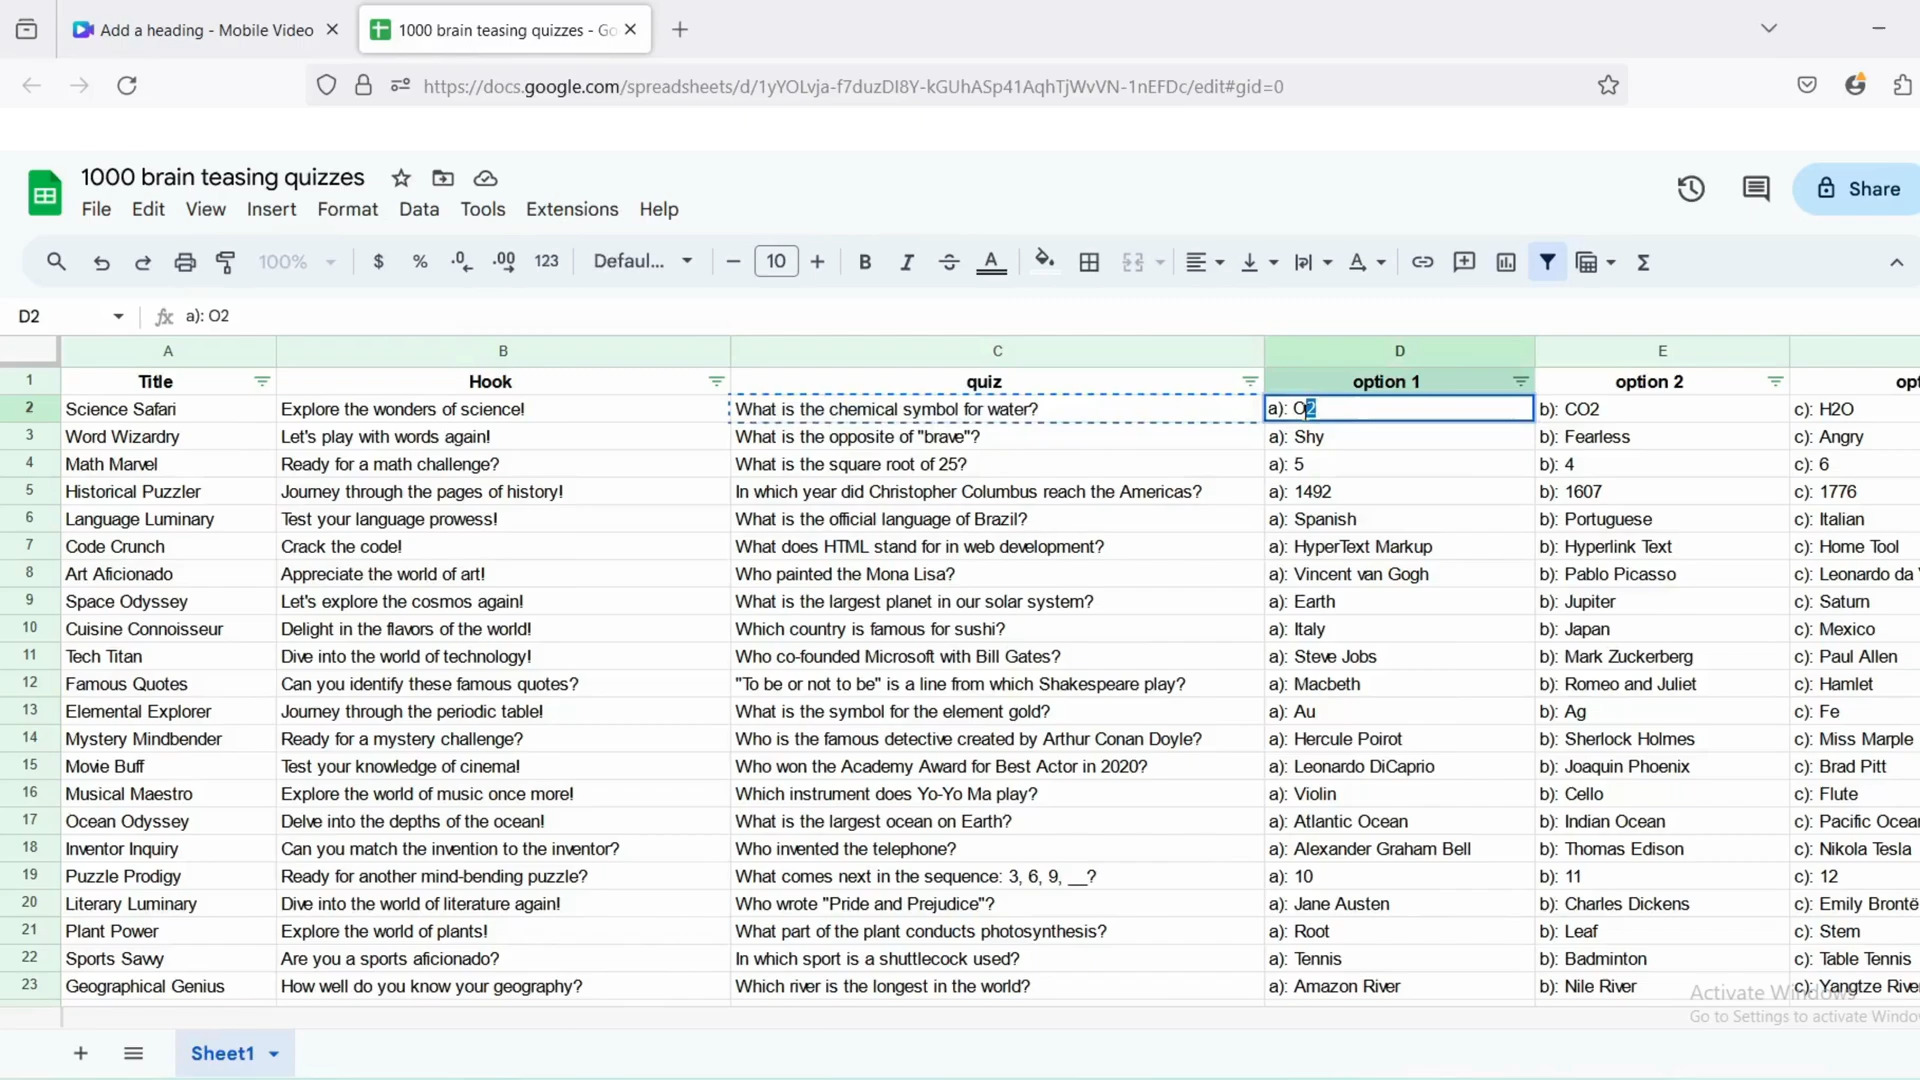 Add a heading - Mobile Video
1000 brain teasing quizzes - Go
https://docs.google.com/spreadsheets/d/1yYOLvja-f7duzDI8Y-kGUhASp41AqhTjWvVN-1nEFDc/edit#gid=0
1000 brain teasing quizzes
File Edit View Insert Format Data Tools Extensions Help
Share
100% $ % .0 .00 123 Defaul... 10 B I S A
D2 fx a): O2
A B C D E
1 Title Hook quiz option 1 option 2 opt
2 Science Safari Explore the wonders of science! What is the chemical symbol for water? a): O2 b): CO2 c): H2O
3 Word Wizardry Let's play with words again! What is the opposite of "brave"? a): Shy b): Fearless c): Angry
4 Math Marvel Ready for a math challenge? What is the square root of 25? a): 5 b): 4 c): 6
5 Historical Puzzler Journey through the pages of history! In which year did Christopher Columbus reach the Americas? a): 1492 b): 1607 c): 1776
6 Language Luminary Test your language prowess! What is the official language of Brazil? a): Spanish b): Portuguese c): Italian
7 Code Crunch Crack the code! What does HTML stand for in web development? a): HyperText Markup b): Hyperlink Text c): Home Tool
8 Art Aficionado Appreciate the world of art! Who painted the Mona Lisa? a): Vincent van Gogh b): Pablo Picasso c): Leonardo da V
9 Space Odyssey Let's explore the cosmos again! What is the largest planet in our solar system? a): Earth b): Jupiter c): Saturn
10 Cuisine Connoisseur Delight in the flavors of the world! Which country is famous for sushi? a): Italy b): Japan c): Mexico
11 Tech Titan Dive into the world of technology! Who co-founded Microsoft with Bill Gates? a): Steve Jobs b): Mark Zuckerberg c): Paul Allen
12 Famous Quotes Can you identify these famous quotes? "To be or not to be" is a line from which Shakespeare play? a): Macbeth b): Romeo and Juliet c): Hamlet
13 Elemental Explorer Journey through the periodic table! What is the symbol for the element gold? a): Au b): Ag c): Fe
14 Mystery Mindbender Ready for a mystery challenge? Who is the famous detective created by Arthur Conan Doyle? a): Hercule Poirot b): Sherlock Holmes c): Miss Marple
15 Movie Buff Test your knowledge of cinema! Who won the Academy Award for Best Actor in 2020? a): Leonardo DiCaprio b): Joaquin Phoenix c): Brad Pitt
16 Musical Maestro Explore the world of music once more! Which instrument does Yo-Yo Ma play? a): Violin b): Cello c): Flute
17 Ocean Odyssey Delve into the depths of the ocean! What is the largest ocean on Earth? a): Atlantic Ocean b): Indian Ocean c): Pacific Ocean
18 Inventor Inquiry Can you match the invention to the inventor? Who invented the telephone? a): Alexander Graham Bell b): Thomas Edison c): Nikola Tesla
19 Puzzle Prodigy Ready for another mind-bending puzzle? What comes next in the sequence: 3, 6, 9, __? a): 10 b): 11 c): 12
20 Literary Luminary Dive into the world of literature again! Who wrote "Pride and Prejudice"? a): Jane Austen b): Charles Dickens c): Emily Brontë
21 Plant Power Explore the world of plants! What part of the plant conducts photosynthesis? a): Root b): Leaf c): Stem
22 Sports Savvy Are you a sports aficionado? In which sport is a shuttlecock used? a): Tennis b): Badminton c): Table Tennis
23 Geographical Genius How well do you know your geography? Which river is the longest in the world? a): Amazon River b): Nile River c): Yangtze River
Activate Windows
Go to Settings to activate Window
Sheet1